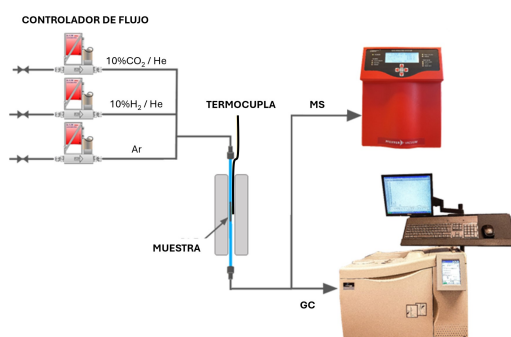 CONTROLADOR DE FLUJO
10%CO₂ / He
10%H₂ / He
Ar
TERMOCUPLA
MS
MUESTRA
GC